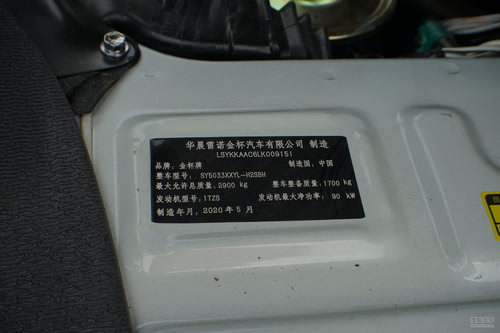 华晨雷诺金杯汽车有限公司 制造
LSYKKAAC6LK009151
品牌：金杯牌 制造国：中国
整车型号：SY5033XXYL-H2SBH
最大允许总质量：2900 kg 整车整备质量：1700 kg
发动机型号：1TZS 发动机最大净功率：90 kW
制造年月：2020 年 5 月